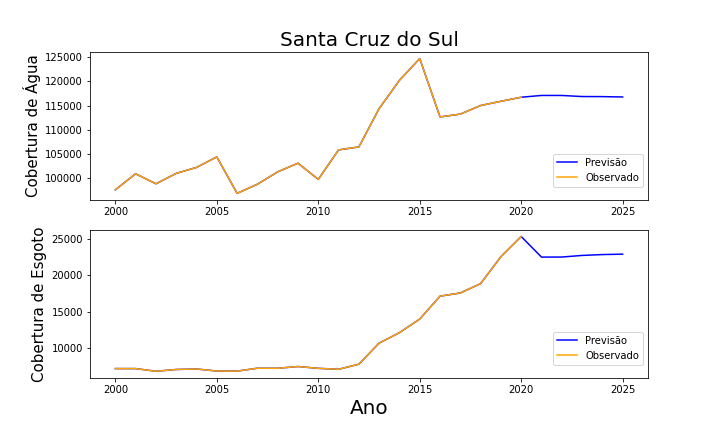 Santa Cruz do Sul
Cobertura de Água
125000
120000
115000
110000
105000
100000
Previsão
Observado
2000 2005 2010 2015 2020 2025
Cobertura de Esgoto
25000
20000
15000
10000
Previsão
Observado
2000 2005 2010 2015 2020 2025
Ano